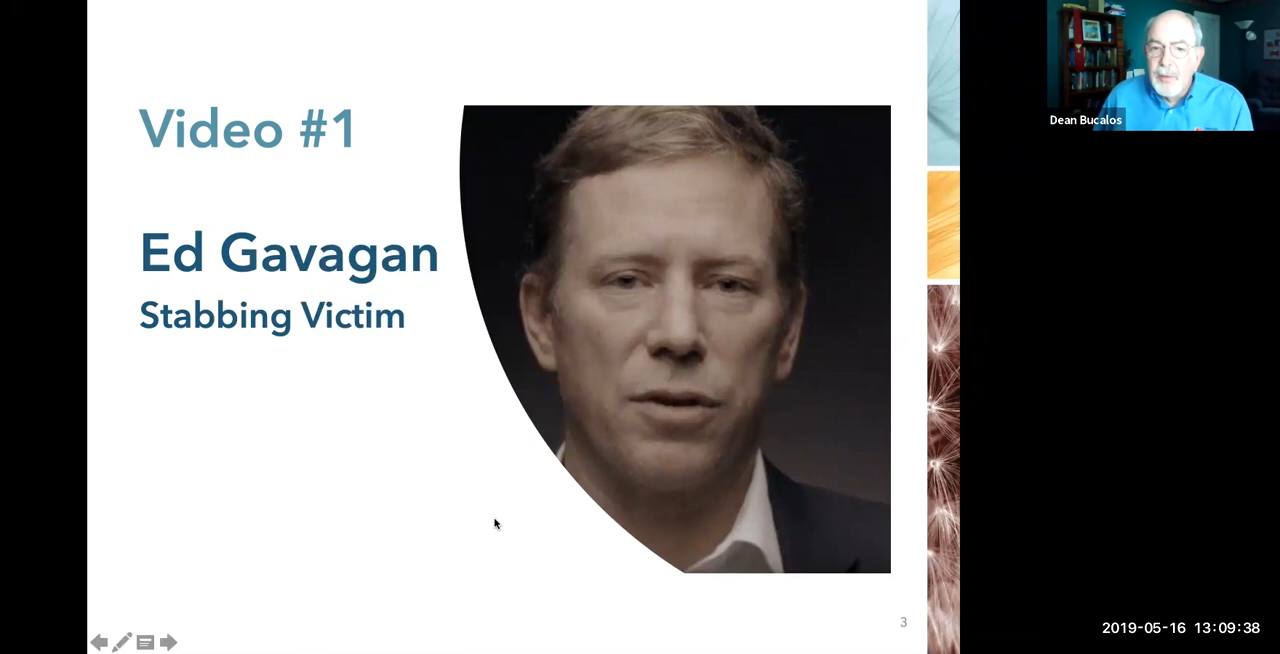 Video #1
Ed Gavagan
Stabbing Victim
Dean Bucalos
3
2019-05-16 13:09:38